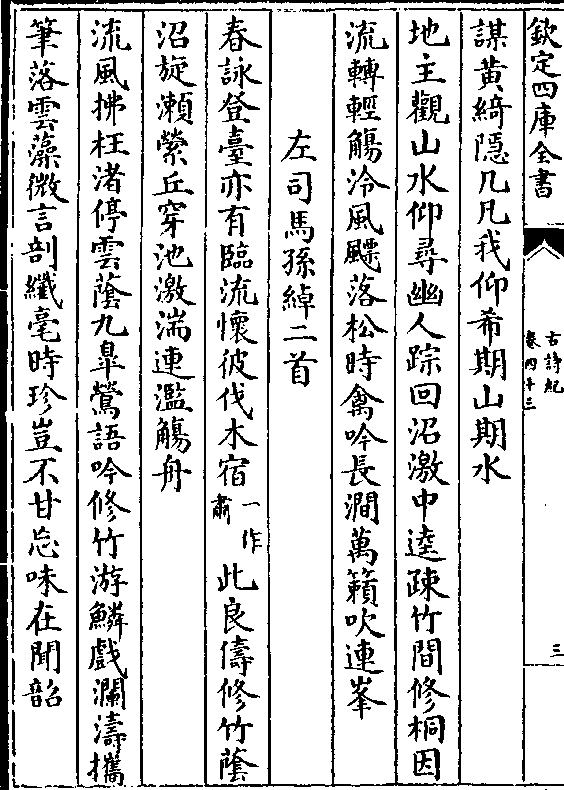 欽定四庫全書
古詩紀
卷四十三
三
謀黃綺隱几凡我仰希期山期水
地主觀山水仰尋幽人踪回沼激中逵疎竹間修桐因
流轉輕觴冷風飃落松時禽吟長澗萬籟吹連峯
左司馬孫綽二首
春詠登臺亦有臨流懷彼伐木宿一作肅此良儔修竹蔭
沼旋瀨縈丘穿池激湍連濫觴舟
流風拂枉渚停雲蔭九臯鶯語吟修竹游鱗戲瀾濤攜
筆落雲藻微言剖纖毫時珍豈不甘忘味在聞韶